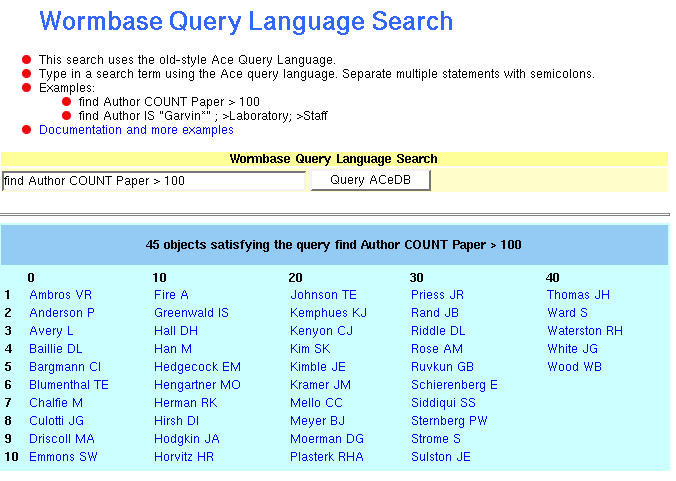 Wormbase Query Language Search
This search uses the old-style Ace Query Language.
Type in a search term using the Ace query language. Separate multiple statements with semicolons.
Examples:
find Author COUNT Paper > 100
find Author IS "Garvin*" ; >Laboratory; >Staff
Documentation and more examples
Wormbase Query Language Search
find Author COUNT Paper > 100 Query ACeDB
45 objects satisfying the query find Author COUNT Paper > 100
0 10 20 30 40
1 Ambros VR Fire A Johnson TE Priess JR Thomas JH
2 Anderson P Greenwald IS Kemphues KJ Rand JB Ward S
3 Avery L Hall DH Kenyon CJ Riddle DL Waterston RH
4 Baillie DL Han M Kim SK Rose AM White JG
5 Bargmann CI Hedgecock EM Kimble JE Ruvkun GB Wood WB
6 Blumenthal TE Hengartner MO Kramer JM Schierenberg E
7 Chalfie M Herman RK Mello CC Siddiqui SS
8 Culotti JG Hirsh DI Meyer BJ Sternberg PW
9 Driscoll MA Hodgkin JA Moerman DG Strome S
10 Emmons SW Horvitz HR Plasterk RHA Sulston JE